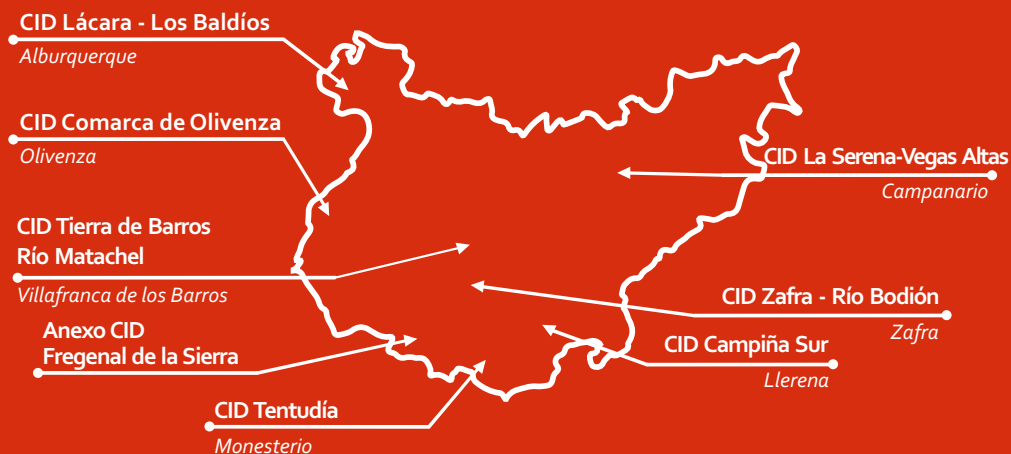 CID Lácara - Los Baldíos
Alburquerque
CID Comarca de Olivenza
Olivenza
CID La Serena-Vegas Altas
Campanario
CID Tierra de Barros
Río Matachel
Villafranca de los Barros
CID Zafra - Río Bodión
Zafra
Anexo CID
Fregenal de la Sierra
CID Campiña Sur
Llerena
CID Tentudía
Monesterio